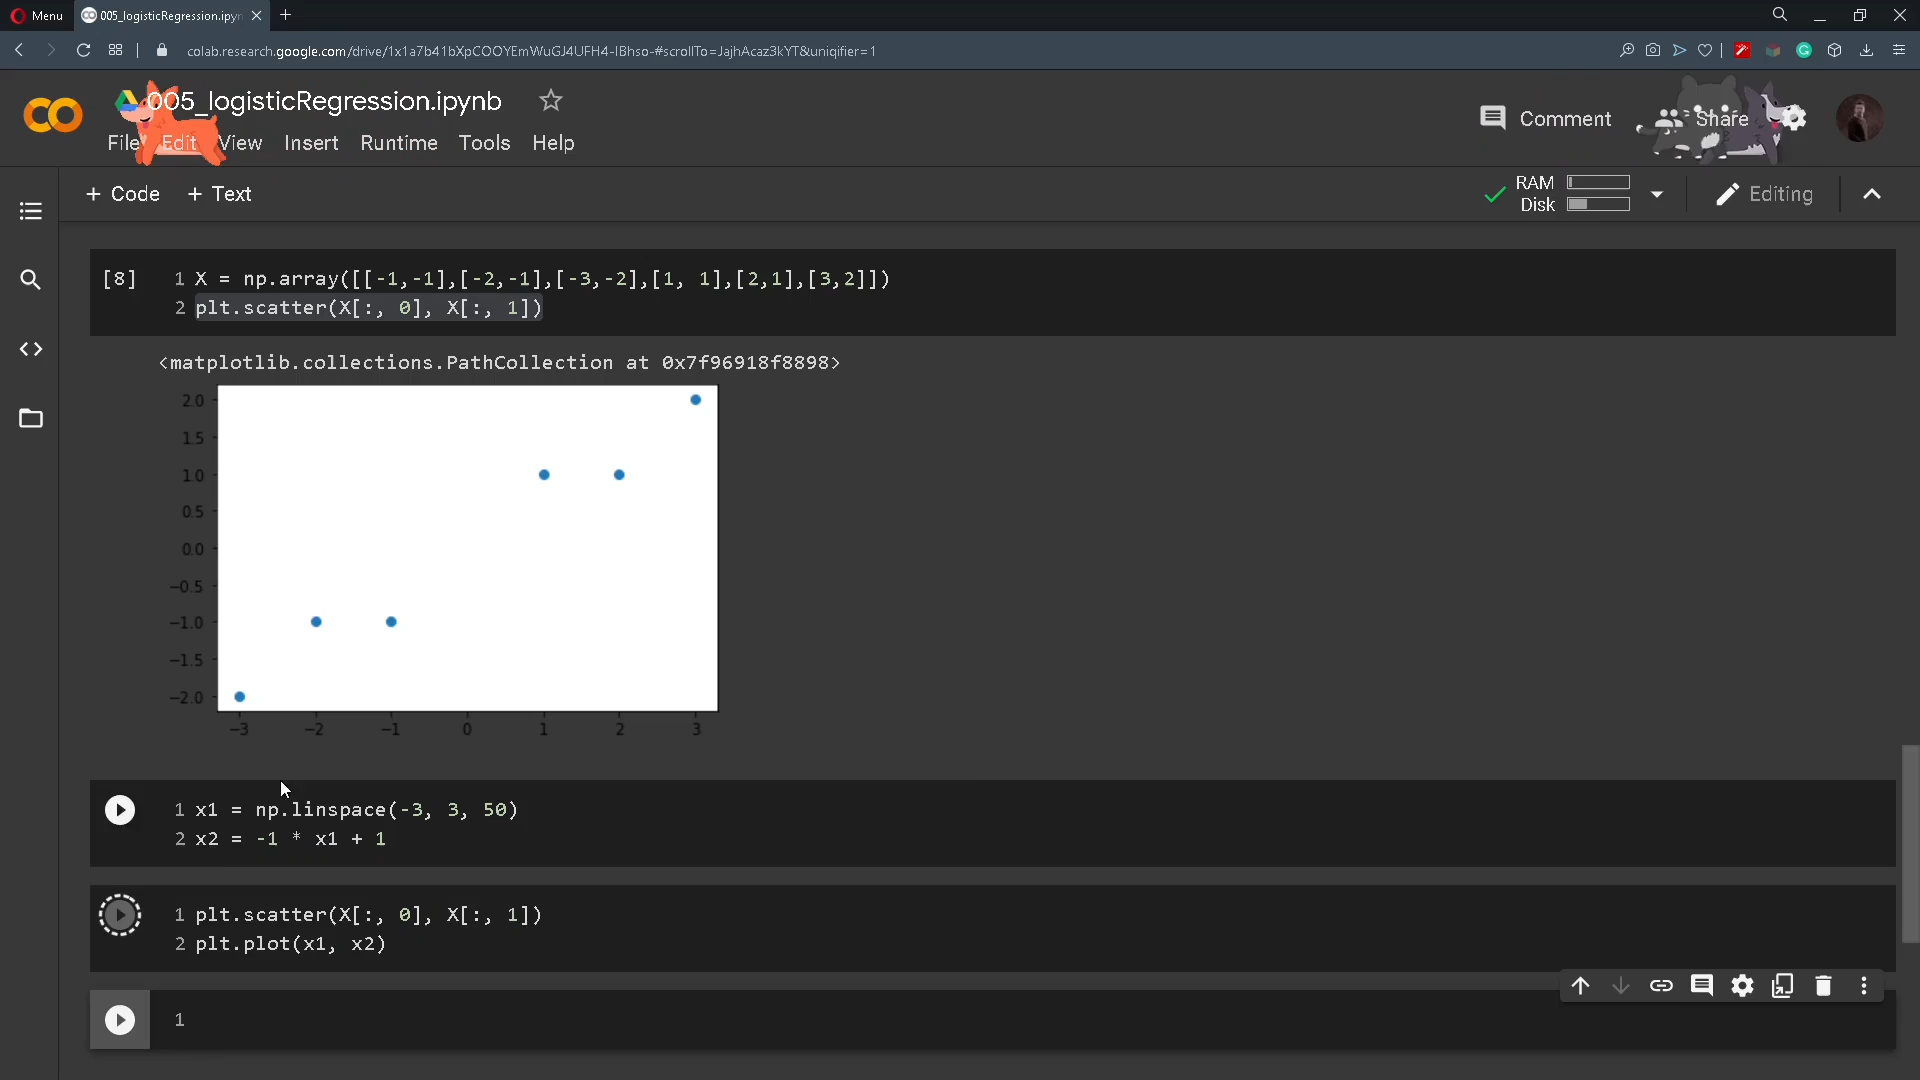 Menu
005_logisticRegression.ipyn
colab.research.google.com/drive/1x1a7b41bXpCOOYEmWuGJ4UFH4-lBhso-#scrollTo=JajhAcaz3kYT&uniqifier=1
005_logisticRegression.ipynb
File Edit View Insert Runtime Tools Help
Comment Share
+ Code + Text
RAM
Disk
Editing
[8] 1 X = np.array([[-1,-1],[-2,-1],[-3,-2],[1, 1],[2,1],[3,2]])
2 plt.scatter(X[:, 0], X[:, 1])
<matplotlib.collections.PathCollection at 0x7f96918f8898>
2.0
1.5
1.0
0.5
0.0
−0.5
−1.0
−1.5
−2.0
−3 −2 −1 0 1 2 3
1 x1 = np.linspace(-3, 3, 50)
2 x2 = -1 * x1 + 1
1 plt.scatter(X[:, 0], X[:, 1])
2 plt.plot(x1, x2)
1